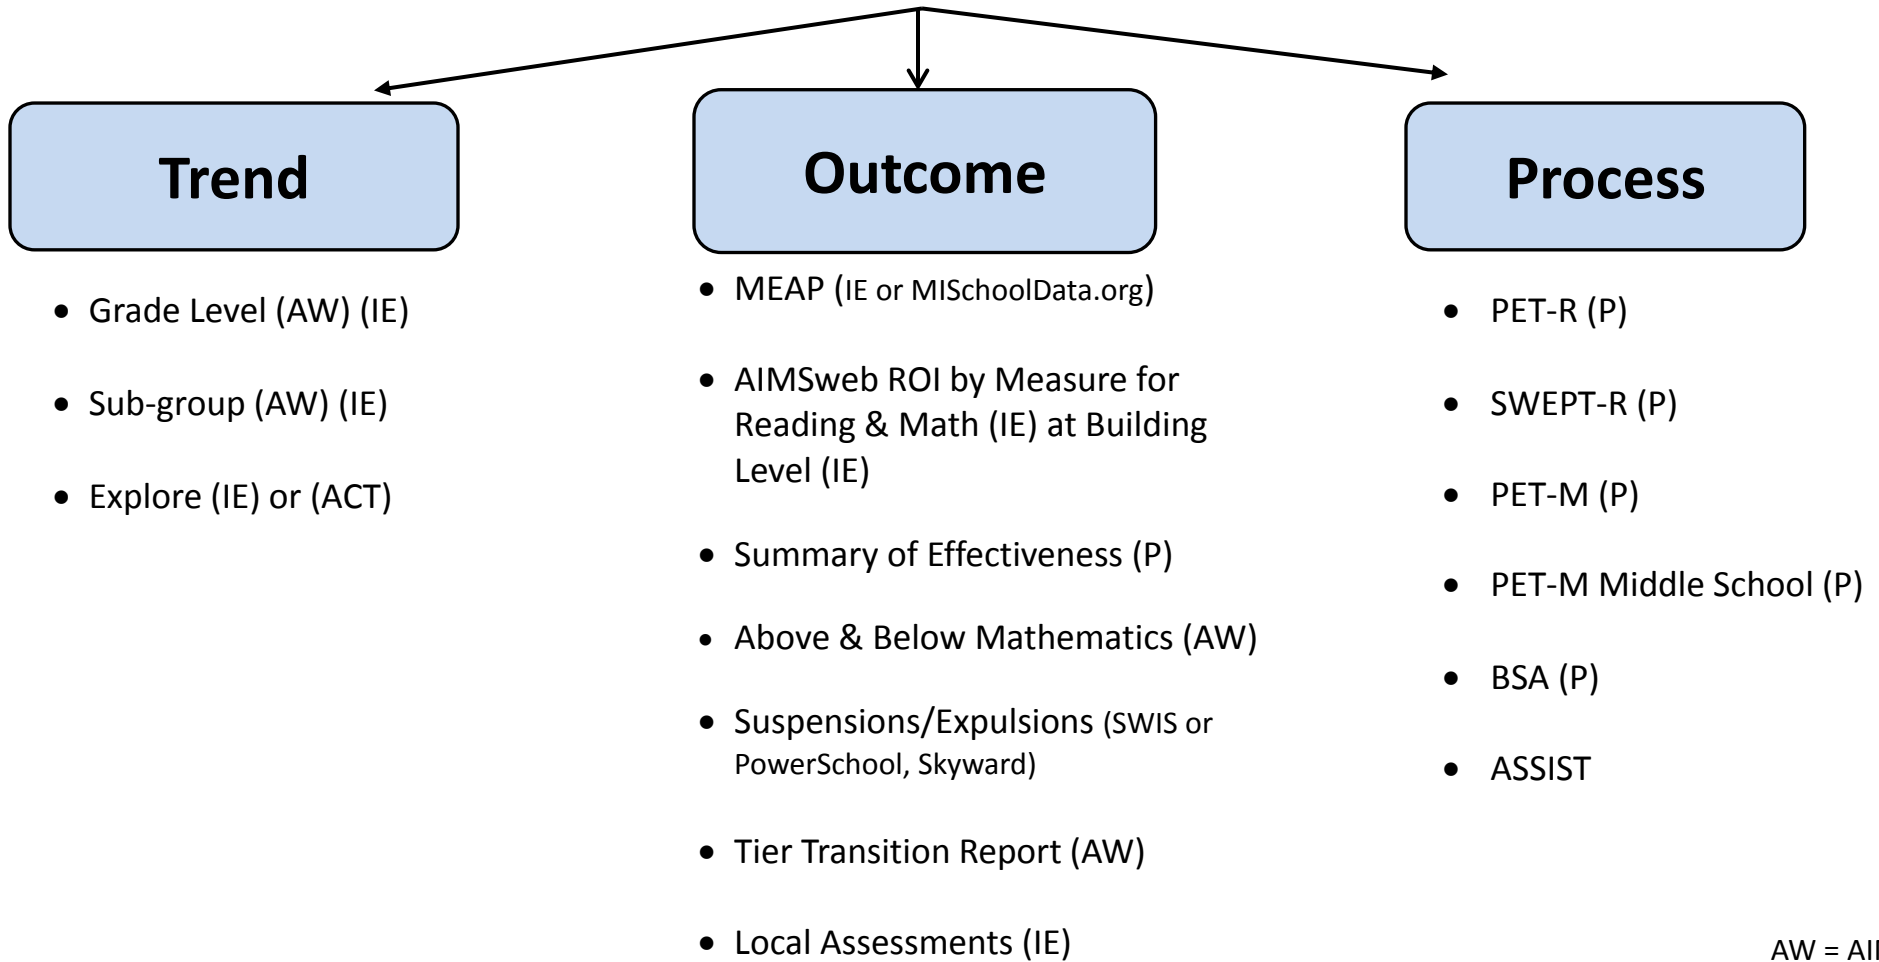 Trend
• Grade Level (AW) (IE)
• Sub-group (AW) (IE)
• Explore (IE) or (ACT)
Outcome
• MEAP (IE or MISchoolData.org)
• AIMSweb ROI by Measure for
Reading & Math (IE) at Building
Level (IE)
• Summary of Effectiveness (P)
• Above & Below Mathematics (AW)
• Suspensions/Expulsions (SWIS or
PowerSchool, Skyward)
• Tier Transition Report (AW)
• Local Assessments (IE)
Process
• PET-R (P)
• SWEPT-R (P)
• PET-M (P)
• PET-M Middle School (P)
• BSA (P)
• ASSIST
AW =